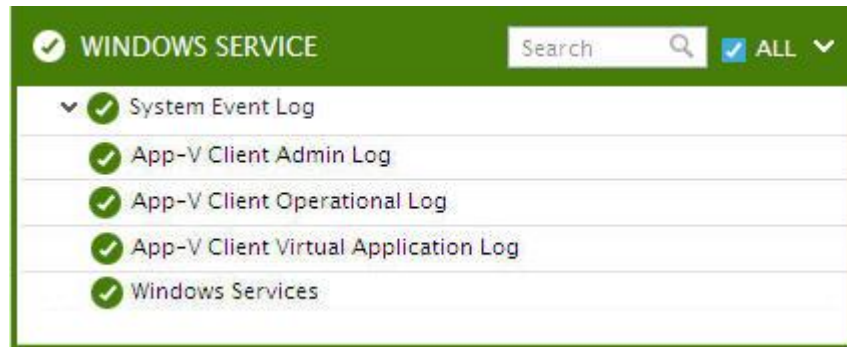 WINDOWS SERVICE Search ALL
System Event Log
App-V Client Admin Log
App-V Client Operational Log
App-V Client Virtual Application Log
Windows Services